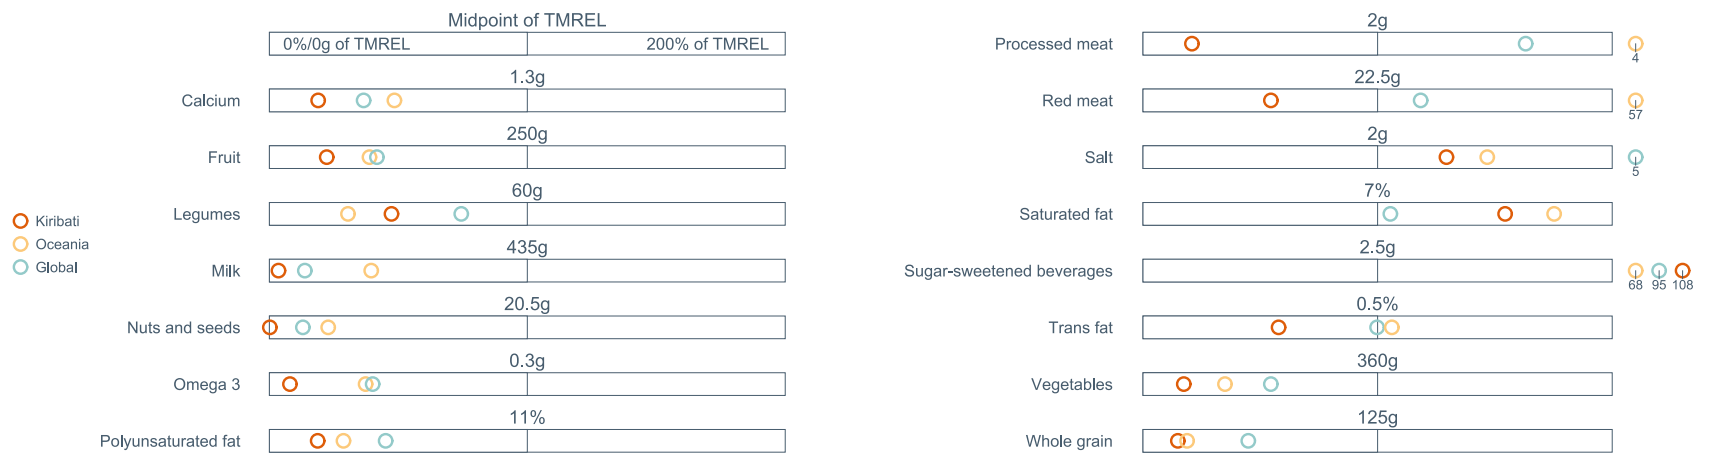 Midpoint of TMREL
0%/0g of TMREL 200% of TMREL
1.3g
Calcium
250g
Fruit
60g
Legumes
435g
Milk
20.5g
Nuts and seeds
0.3g
Omega 3
11%
Polyunsaturated fat
Kiribati
Oceania
Global
2g
Processed meat
4
22.5g
Red meat
57
2g
Salt
5
7%
Saturated fat
2.5g
Sugar-sweetened beverages
68 95 108
0.5%
Trans fat
360g
Vegetables
125g
Whole grain